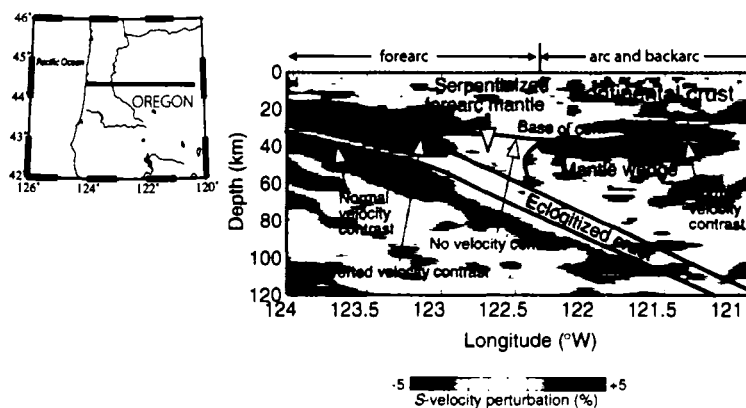 46°
45°
44°
43°
42°
126° 124° 122° 120°
Pacific Ocean
OREGON
forearc
arc and backarc
0
20
40
60
80
100
120
Depth (km)
Serpentinized
forearc mantle
crust
Base of
Mantle wedge
Normal
velocity
contrast
No velocity
velocity contrast
Eclogitized
velocity
contrast
124 123.5 123 122.5 122 121.5 121
Longitude (°W)
-5 +5
S-velocity perturbation (%)